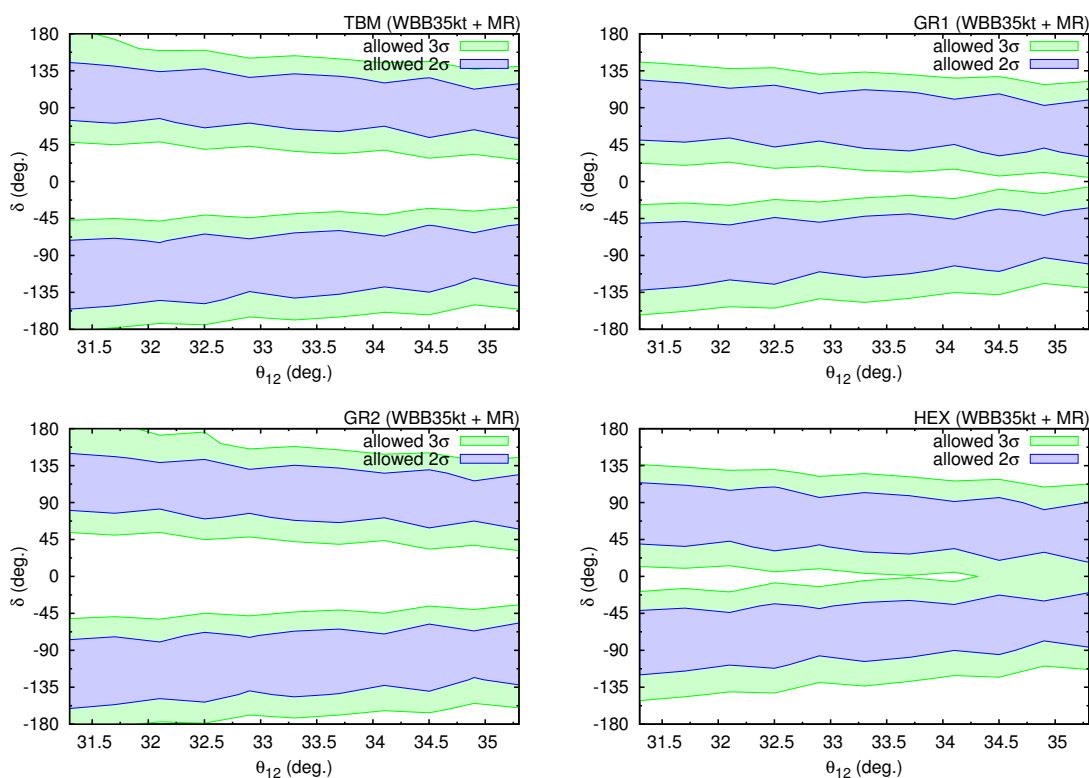 TBM (WBB35kt + MR)
allowed 3σ
allowed 2σ
180
135
90
45
0
-45
-90
-135
-180
δ (deg.)
31.5 32 32.5 33 33.5 34 34.5 35
θ12 (deg.)
GR1 (WBB35kt + MR)
allowed 3σ
allowed 2σ
180
135
90
45
0
-45
-90
-135
-180
δ (deg.)
31.5 32 32.5 33 33.5 34 34.5 35
θ12 (deg.)
GR2 (WBB35kt + MR)
allowed 3σ
allowed 2σ
180
135
90
45
0
-45
-90
-135
-180
δ (deg.)
31.5 32 32.5 33 33.5 34 34.5 35
θ12 (deg.)
HEX (WBB35kt + MR)
allowed 3σ
allowed 2σ
180
135
90
45
0
-45
-90
-135
-180
δ (deg.)
31.5 32 32.5 33 33.5 34 34.5 35
θ12 (deg.)